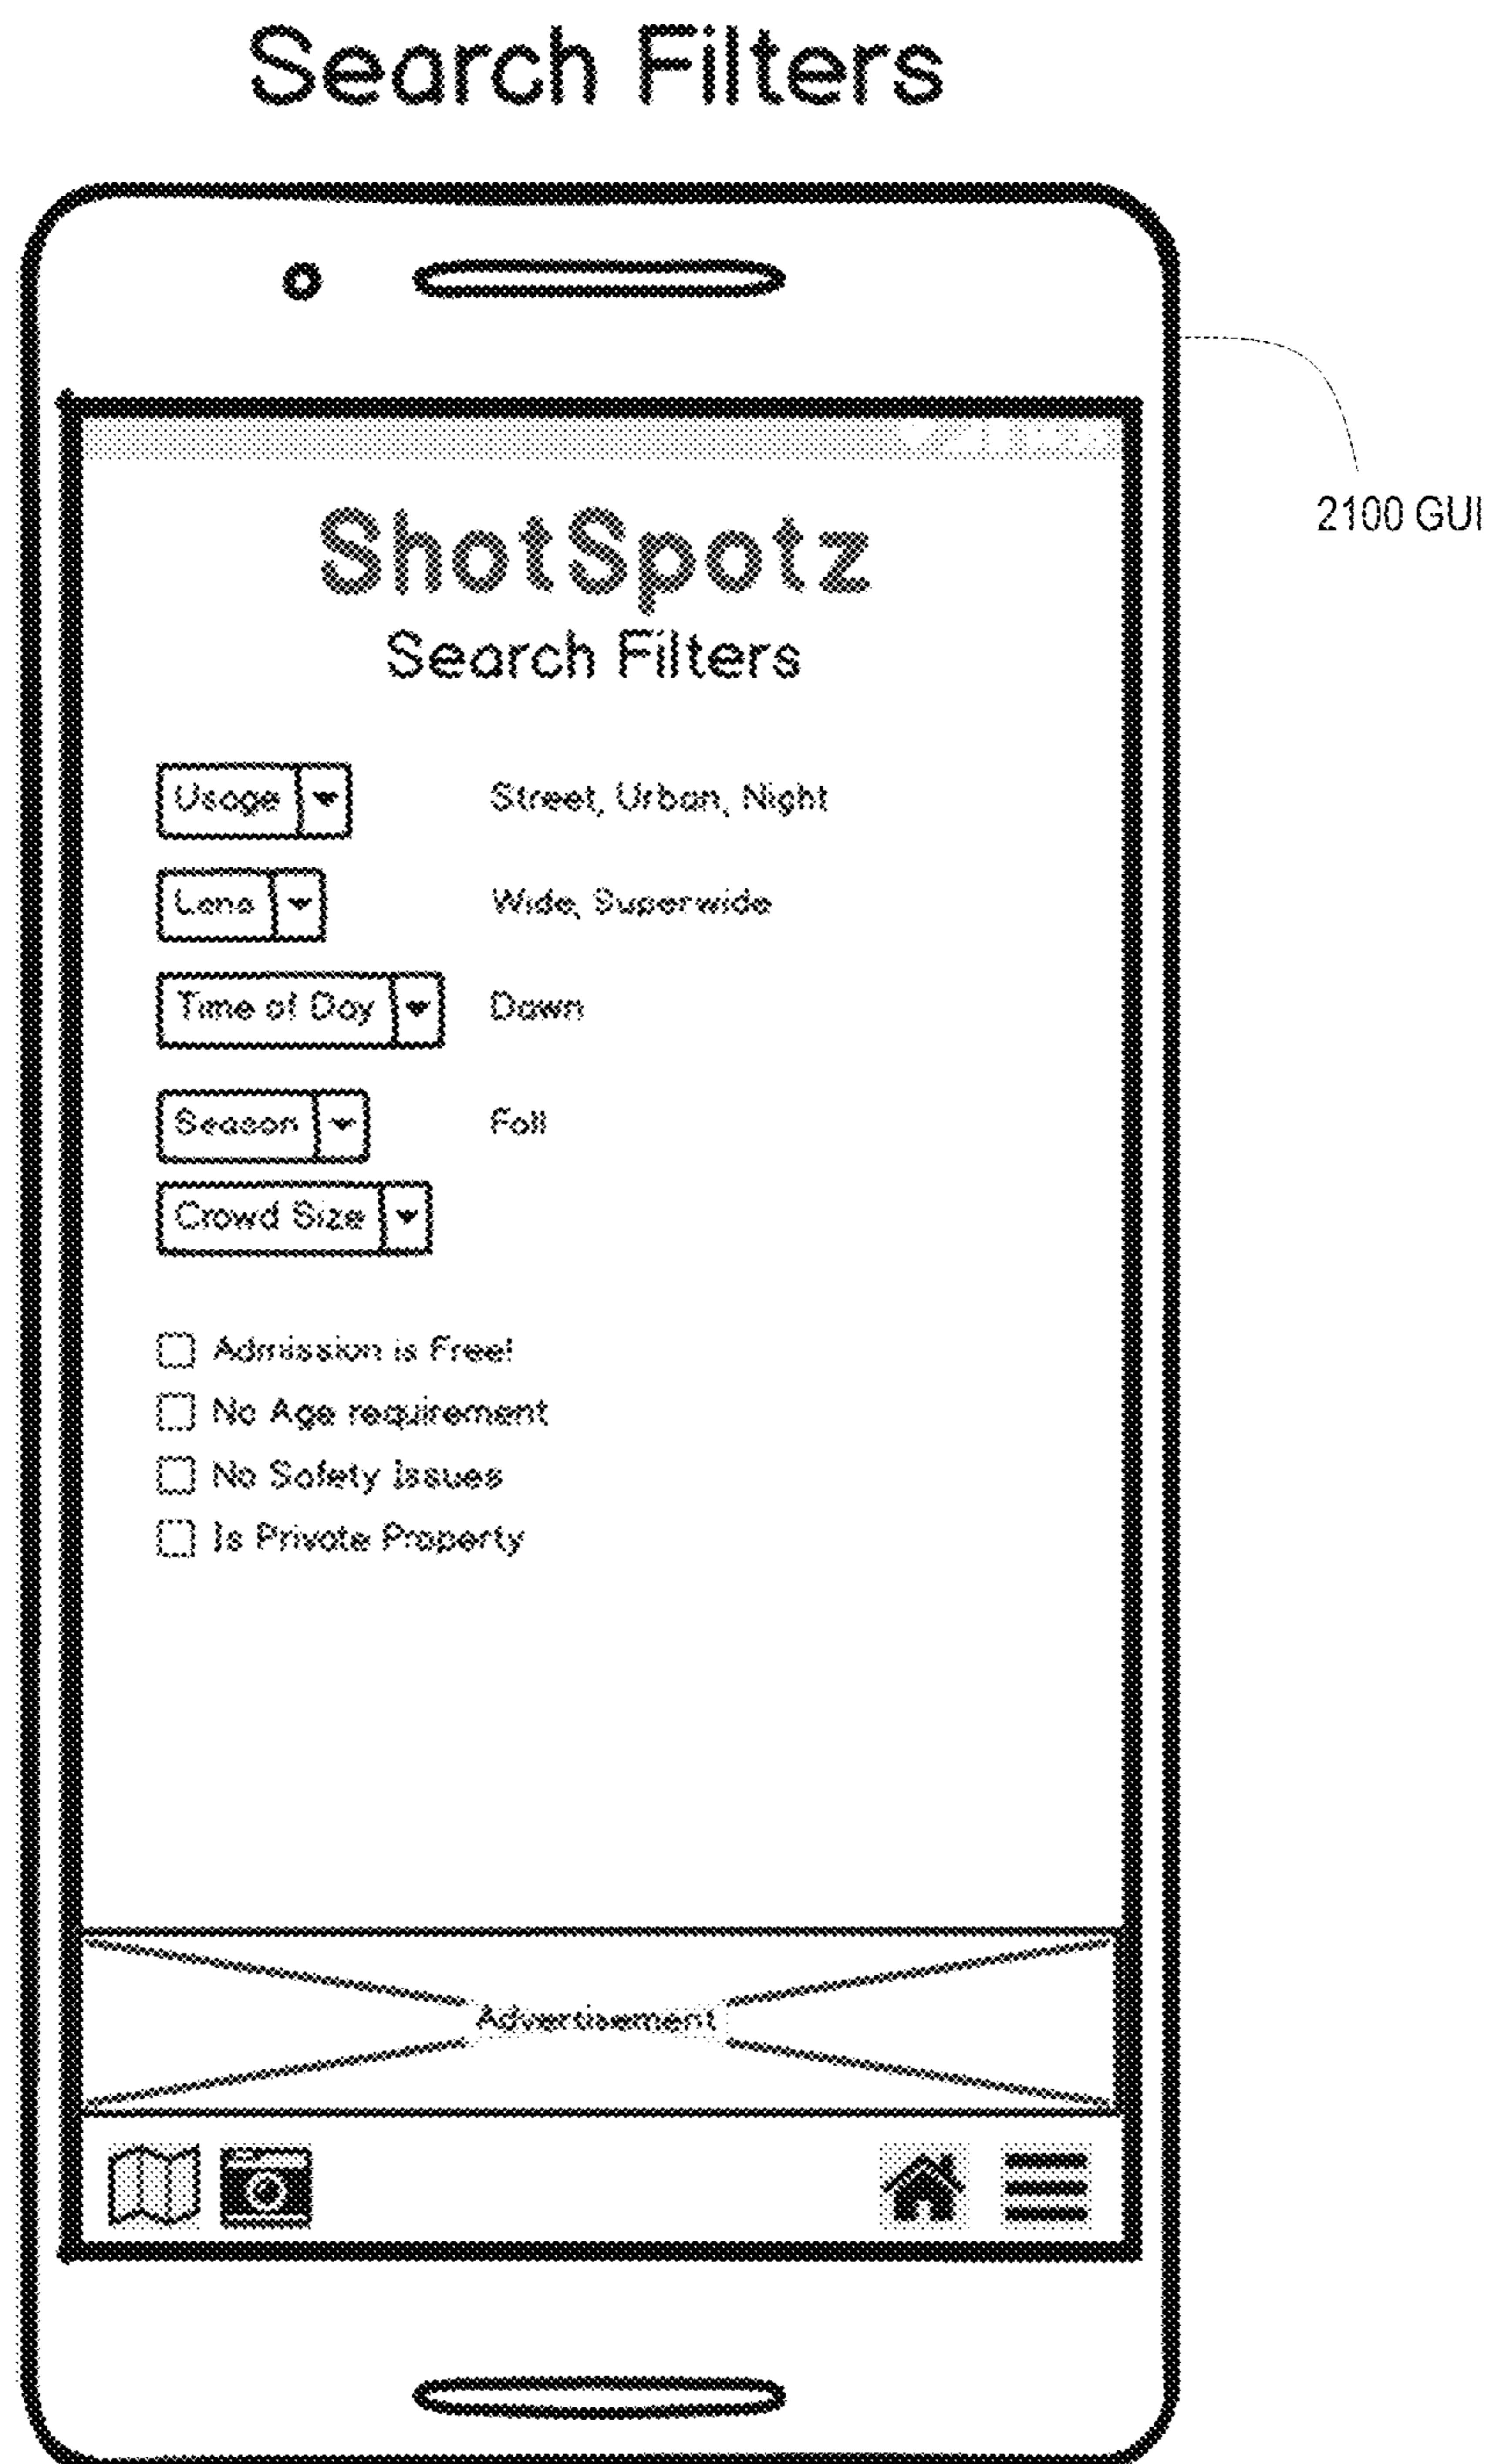 Search Filters
2100 GUI
ShotSpotz
Search Filters
Usage Street, Urban, Night
Lens Wide, Superwide
Time of Day Dawn
Season Fall
Crowd Size
Admission is Free!
No Age requirement
No Safety Issues
Is Private Property
Advertisement